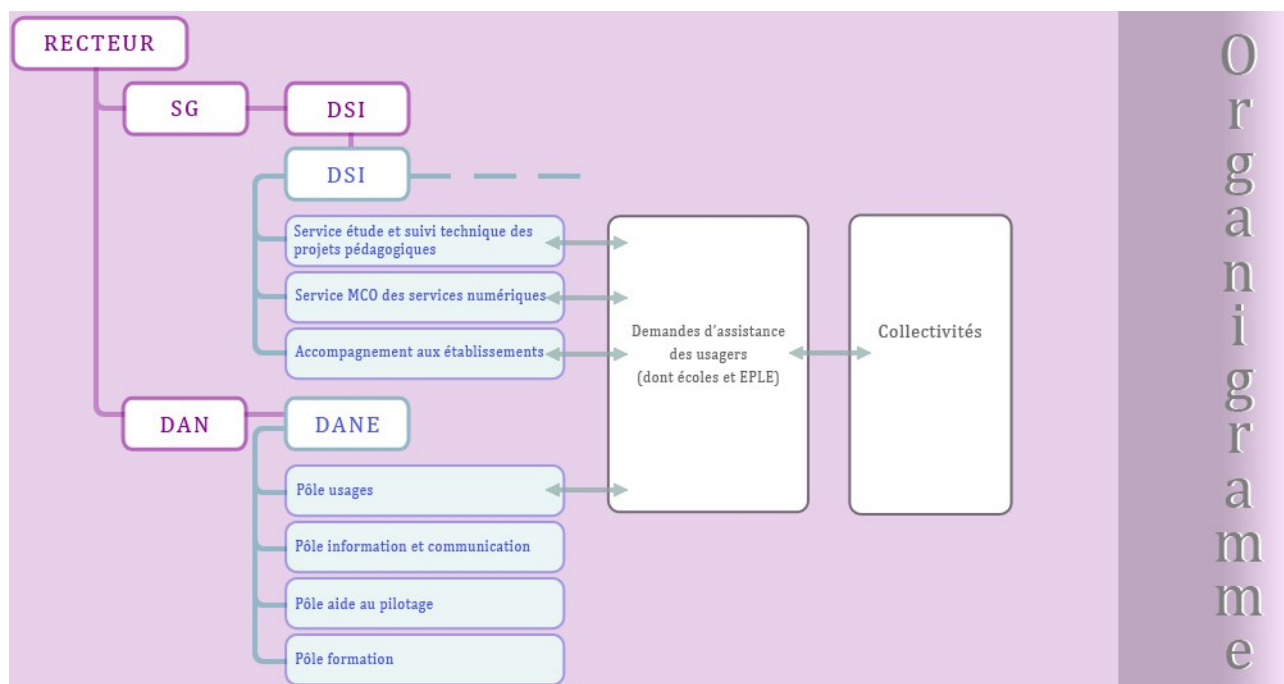 RECTEUR
SG
DSI
DSI
Service étude et suivi technique des
projets pédagogiques
Service MCO des services numériques
Accompagnement aux établissements
Demandes d'assistance
des usagers
(dont écoles et EPLE)
Collectivités
DAN
DANE
Pôle usages
Pôle information et communication
Pôle aide au pilotage
Pôle formation
Organigramme